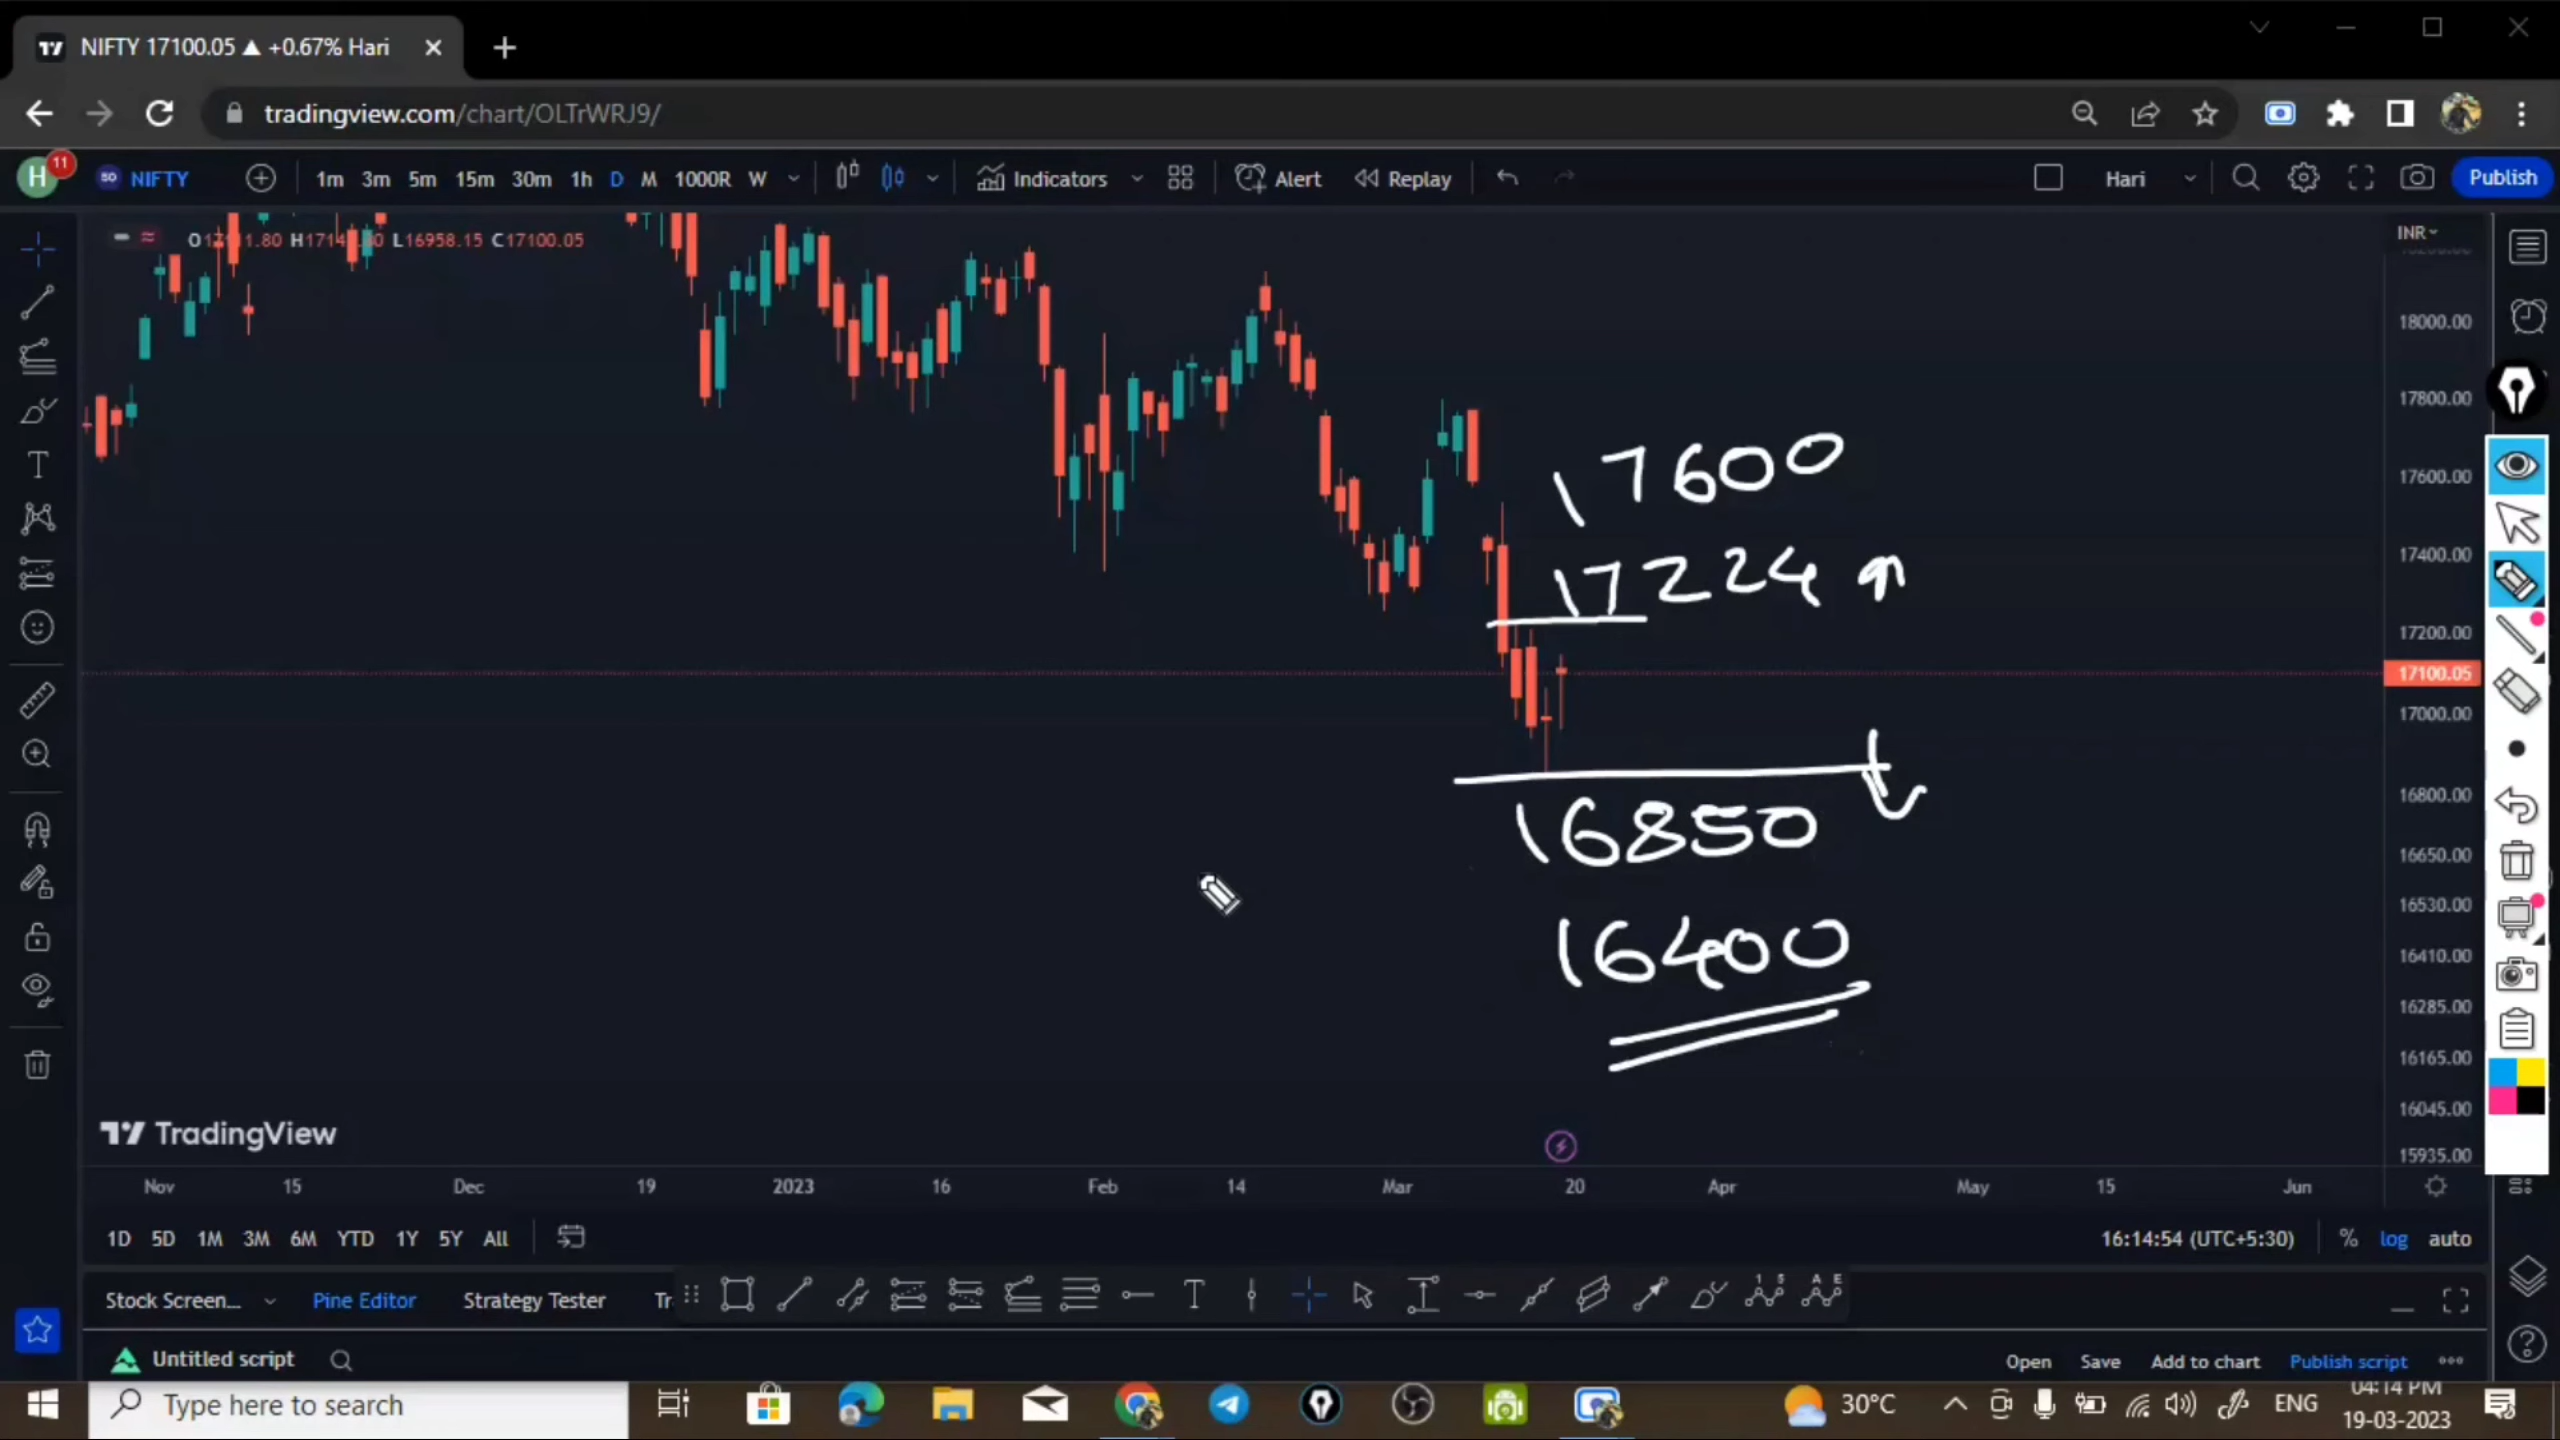 NIFTY 17100.05 ▲ +0.67% Hari
tradingview.com/chart/OLTrWRJ9/
H 11 NIFTY 1m 3m 5m 15m 30m 1h D M 1000R W Indicators Alert Replay Hari Publish
L16958.15 C17100.05
INR
18000.00
17800.00
17600.00
17400.00
17200.00
17100.05
17000.00
16800.00
16650.00
16530.00
16410.00
16285.00
16165.00
16045.00
15935.00
17600
17224
16850
16400
TradingView
Nov 15 Dec 19 2023 16 Feb 14 Mar 20 Apr May 15 Jun
1D 5D 1M 3M 6M YTD 1Y 5Y All 16:14:54 (UTC+5:30) % log auto
Stock Screen... Pine Editor Strategy Tester Tr
Untitled script Open Save Add to chart Publish script
Type here to search 30°C ENG 04:14 PM
19-03-2023